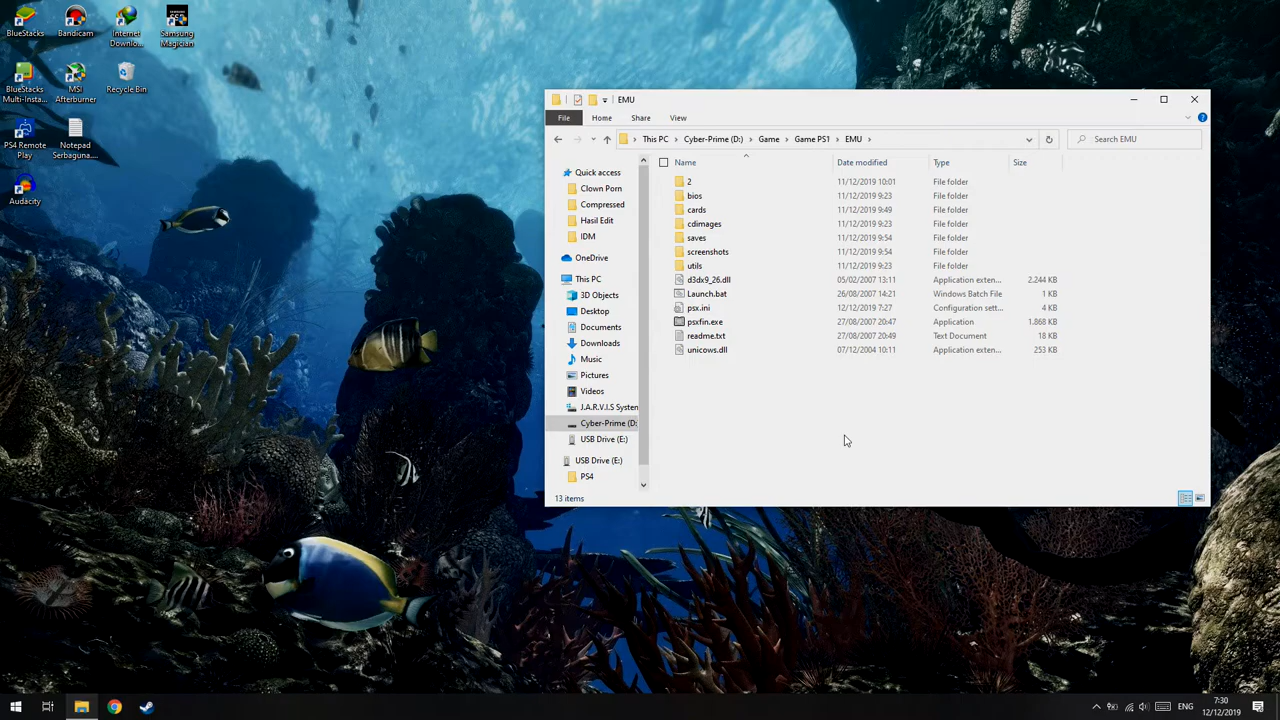 BlueStacks
Bandicam
Internet
Downlo...
Samsung
Magician
BlueStacks
Multi-Insta...
MSI
Afterburner
Recycle Bin
PS4 Remote
Play
Notepad
Serbaguna....
Audacity
EMU
File
Home
Share
View
This PC
Cyber-Prime (D:)
Game
Game PS1
EMU
Search EMU
Name
Date modified
Type
Size
Quick access
Clown Porn
Compressed
Hasil Edit
IDM
OneDrive
This PC
3D Objects
Desktop
Documents
Downloads
Music
Pictures
Videos
J.A.R.V.I.S System
Cyber-Prime (D:
USB Drive (E:)
USB Drive (E:)
PS4
2 11/12/2019 10:01 File folder
bios 11/12/2019 9:23 File folder
cards 11/12/2019 9:49 File folder
cdimages 11/12/2019 9:23 File folder
saves 11/12/2019 9:54 File folder
screenshots 11/12/2019 9:54 File folder
utils 11/12/2019 9:23 File folder
d3dx9_26.dll 05/02/2007 13:11 Application exten... 2.244 KB
Launch.bat 26/08/2007 14:21 Windows Batch File 1 KB
psx.ini 12/12/2019 7:27 Configuration sett... 4 KB
psxfin.exe 27/08/2007 20:47 Application 1.868 KB
readme.txt 27/08/2007 20:49 Text Document 18 KB
unicows.dll 07/12/2004 10:11 Application exten... 253 KB
13 items
ENG
7:30
12/12/2019